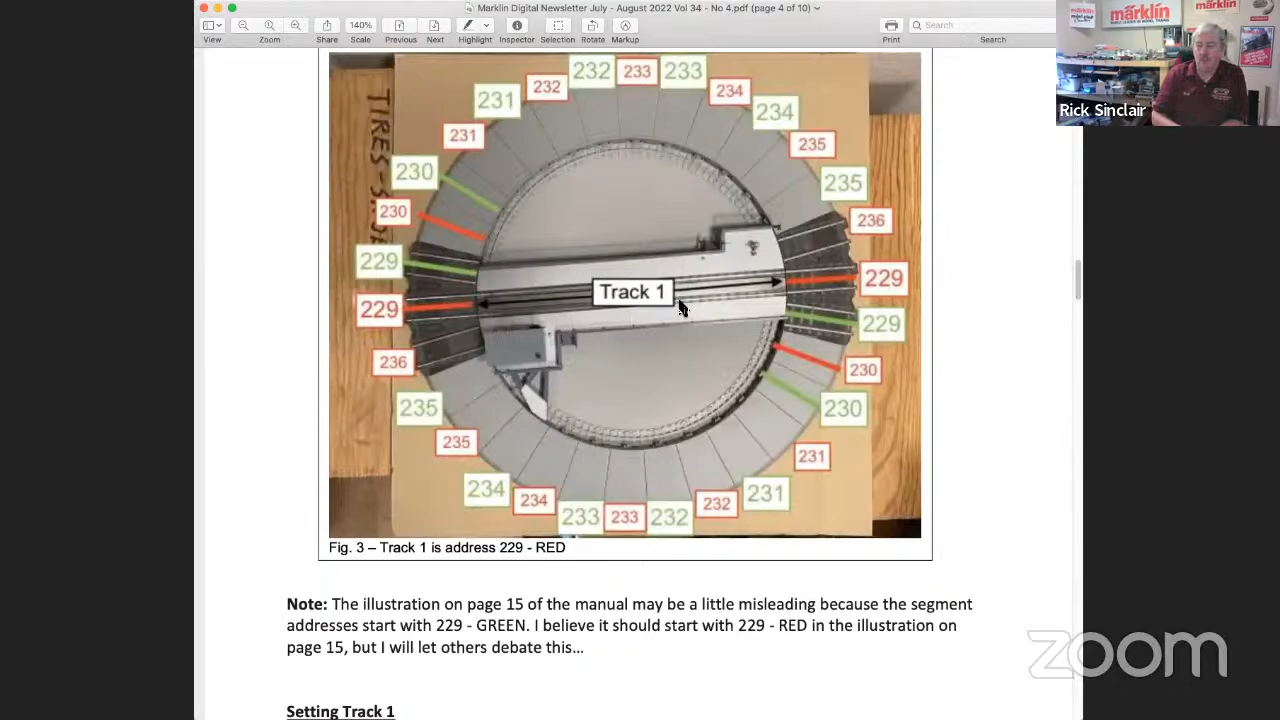 Marklin Digital Newsletter July - August 2022 Vol 34 - No 4.pdf (page 4 of 10)
140%
Search
View
Zoom
Share
Scale
Previous
Next
Highlight
Inspector
Selection
Rotate
Markup
Print
Search
märklin
märklin
Rick Sinclair
TIRES -
232
233
233
232
234
231
234
231
235
230
235
230
236
229
229
Track 1
229
229
236
230
235
230
235
231
234
231
234
232
233
233
232
Fig. 3 – Track 1 is address 229 - RED
Note: The illustration on page 15 of the manual may be a little misleading because the segment
addresses start with 229 - GREEN. I believe it should start with 229 - RED in the illustration on
page 15, but I will let others debate this…
Setting Track 1
zoom